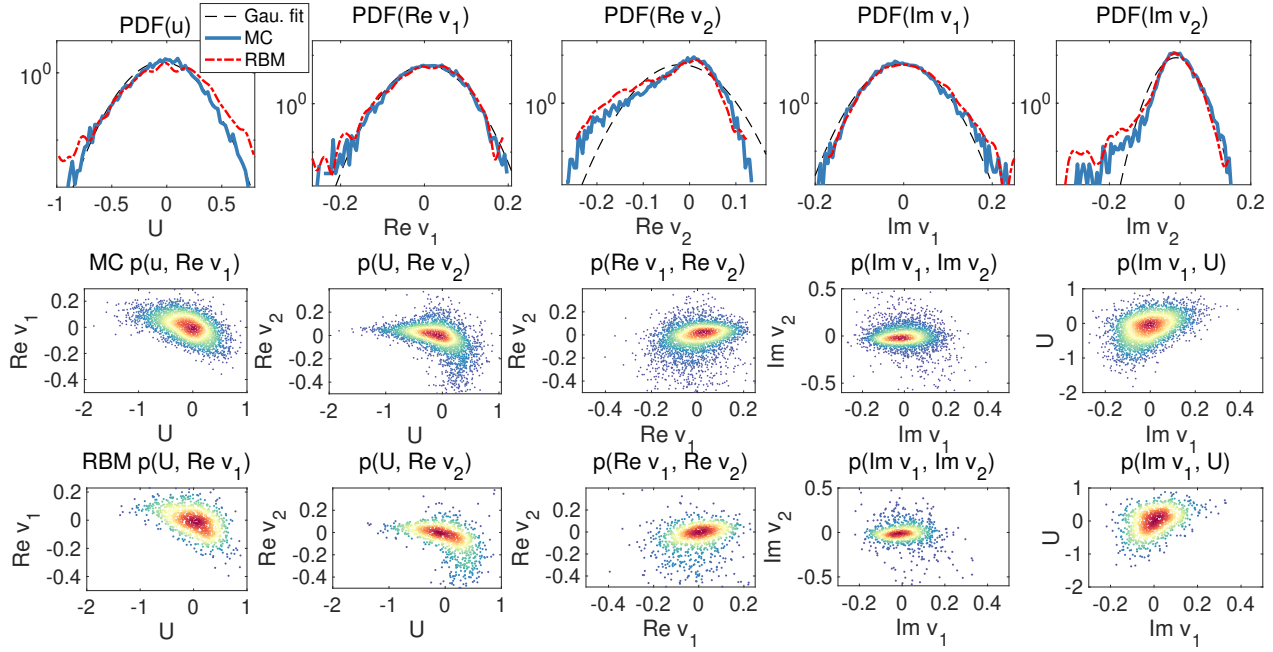 PDF(u)
PDF(Re v1)
PDF(Re v2)
PDF(Im v1)
PDF(Im v2)
Gau. fit
MC
RBM
10^0
10^0
10^0
10^0
10^0
-1 -0.5 0 0.5
-0.2 0 0.2
-0.2 -0.1 0 0.1
-0.2 0 0.2
-0.3 -0.2 -0.1 0 0.1 0.2
U
Re v1
Re v2
Im v1
Im v2
MC p(u, Re v1)
p(U, Re v2)
p(Re v1, Re v2)
p(Im v1, Im v2)
p(Im v1, U)
Re v1
0.2
0
-0.2
-0.4
Re v2
0.2
0
-0.2
-0.4
Re v2
0.2
0
-0.2
-0.4
Im v2
0.5
0
-0.5
U
1
0
-1
-2
-2 -1 0 1
-2 -1 0 1
-0.4 -0.2 0 0.2
-0.2 0 0.2 0.4
-0.2 0 0.2 0.4
U
U
Re v1
Im v1
Im v1
RBM p(U, Re v1)
p(U, Re v2)
p(Re v1, Re v2)
p(Im v1, Im v2)
p(Im v1, U)
Re v1
0.2
0
-0.2
-0.4
Re v2
0.2
0
-0.2
-0.4
Re v2
0.2
0
-0.2
-0.4
Im v2
0.5
0
-0.5
U
1
0
-1
-2
-2 -1 0 1
-2 -1 0 1
-0.4 -0.2 0 0.2
-0.2 0 0.2 0.4
-0.2 0 0.2 0.4
U
U
Re v1
Im v1
Im v1